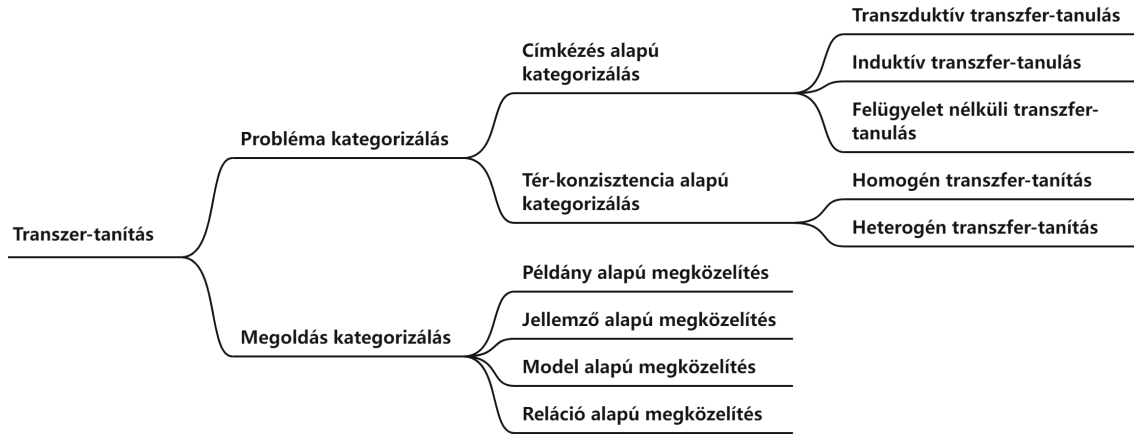 Transzer-tanítás
Probléma kategorizálás
Címkézés alapú
kategorizálás
Transzduktív transzfer-tanulás
Induktív transzfer-tanulás
Felügyelet nélküli transzfer-
tanulás
Tér-konzisztencia alapú
kategorizálás
Homogén transzfer-tanítás
Heterogén transzfer-tanítás
Megoldás kategorizálás
Példány alapú megközelítés
Jellemző alapú megközelítés
Model alapú megközelítés
Reláció alapú megközelítés